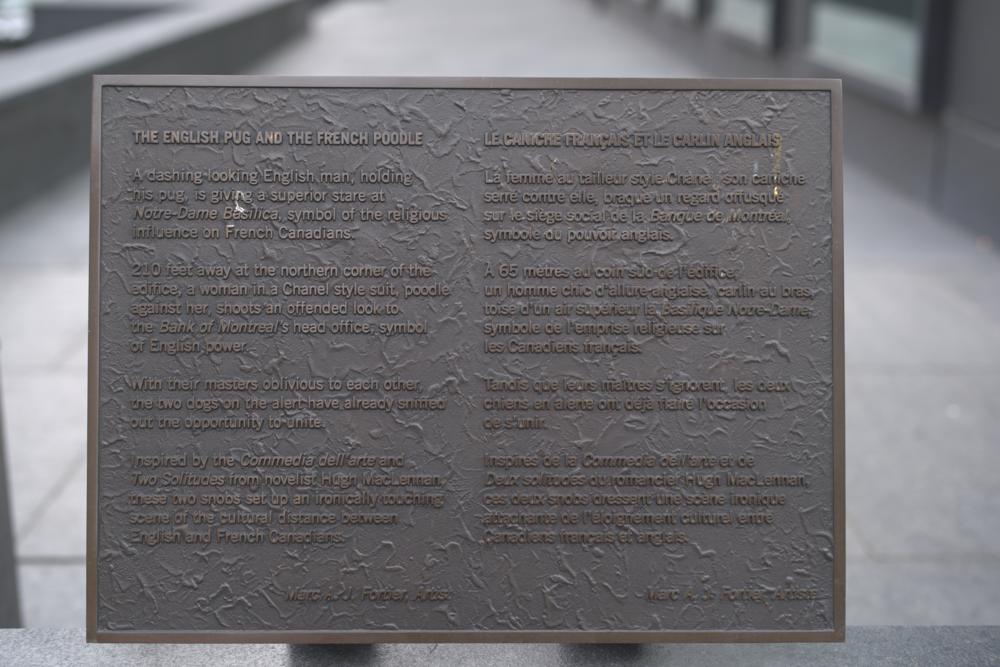 THE ENGLISH PUG AND THE FRENCH POODLE
A dashing-looking English man, holding
his pug, is giving a superior stare at
Notre-Dame Basilica, symbol of the religious
influence on French Canadians.
210 feet away at the northern corner of the
edifice, a woman in a Chanel style suit, poodle
against her, shoots an offended look to
the Bank of Montreal's head office, symbol
of English power.
With their masters oblivious to each other,
the two dogs on the alert have already sniffed
out the opportunity to unite.
Inspired by the Commedia dell'arte and
Two Solitudes from novelist Hugh MacLennan,
these two snobs set up an ironically touching
scene of the cultural distance between
English and French Canadians.
Marc A. J. Fortier, Artist
LE CANICHE FRANÇAIS ET LE CARLIN ANGLAIS
La femme au tailleur style Chanel, son caniche
serré contre elle, braque un regard offusqué
sur le siège social de la Banque de Montréal,
symbole du pouvoir anglais.
À 65 mètres au coin sud de l'édifice,
un homme chic d'allure anglaise, carlin au bras,
toise d'un air supérieur la Basilique Notre-Dame,
symbole de l'emprise religieuse sur
les Canadiens français.
Tandis que leurs maîtres s'ignorent, les deux
chiens en alerte ont déjà flairé l'occasion
de s'unir.
Inspirés de la Commedia dell'arte et de
Deux solitudes du romancier Hugh MacLennan,
ces deux snobs dressent une scène ironique
attachante de l'éloignement culturel entre
Canadiens français et anglais.
Marc A. J. Fortier, Artiste